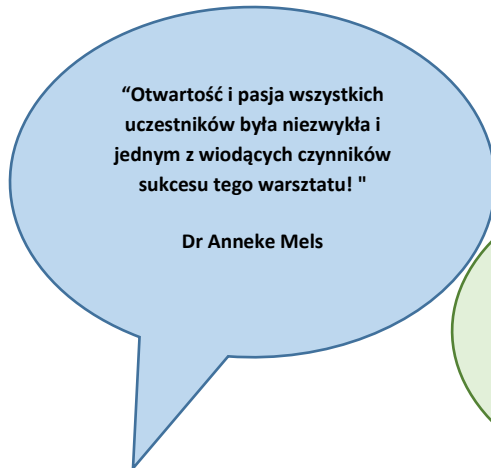 “Otwartość i pasja wszystkich
uczestników była niezwykła i
jednym z wiodących czynników
sukcesu tego warsztatu! "
Dr Anneke Mels